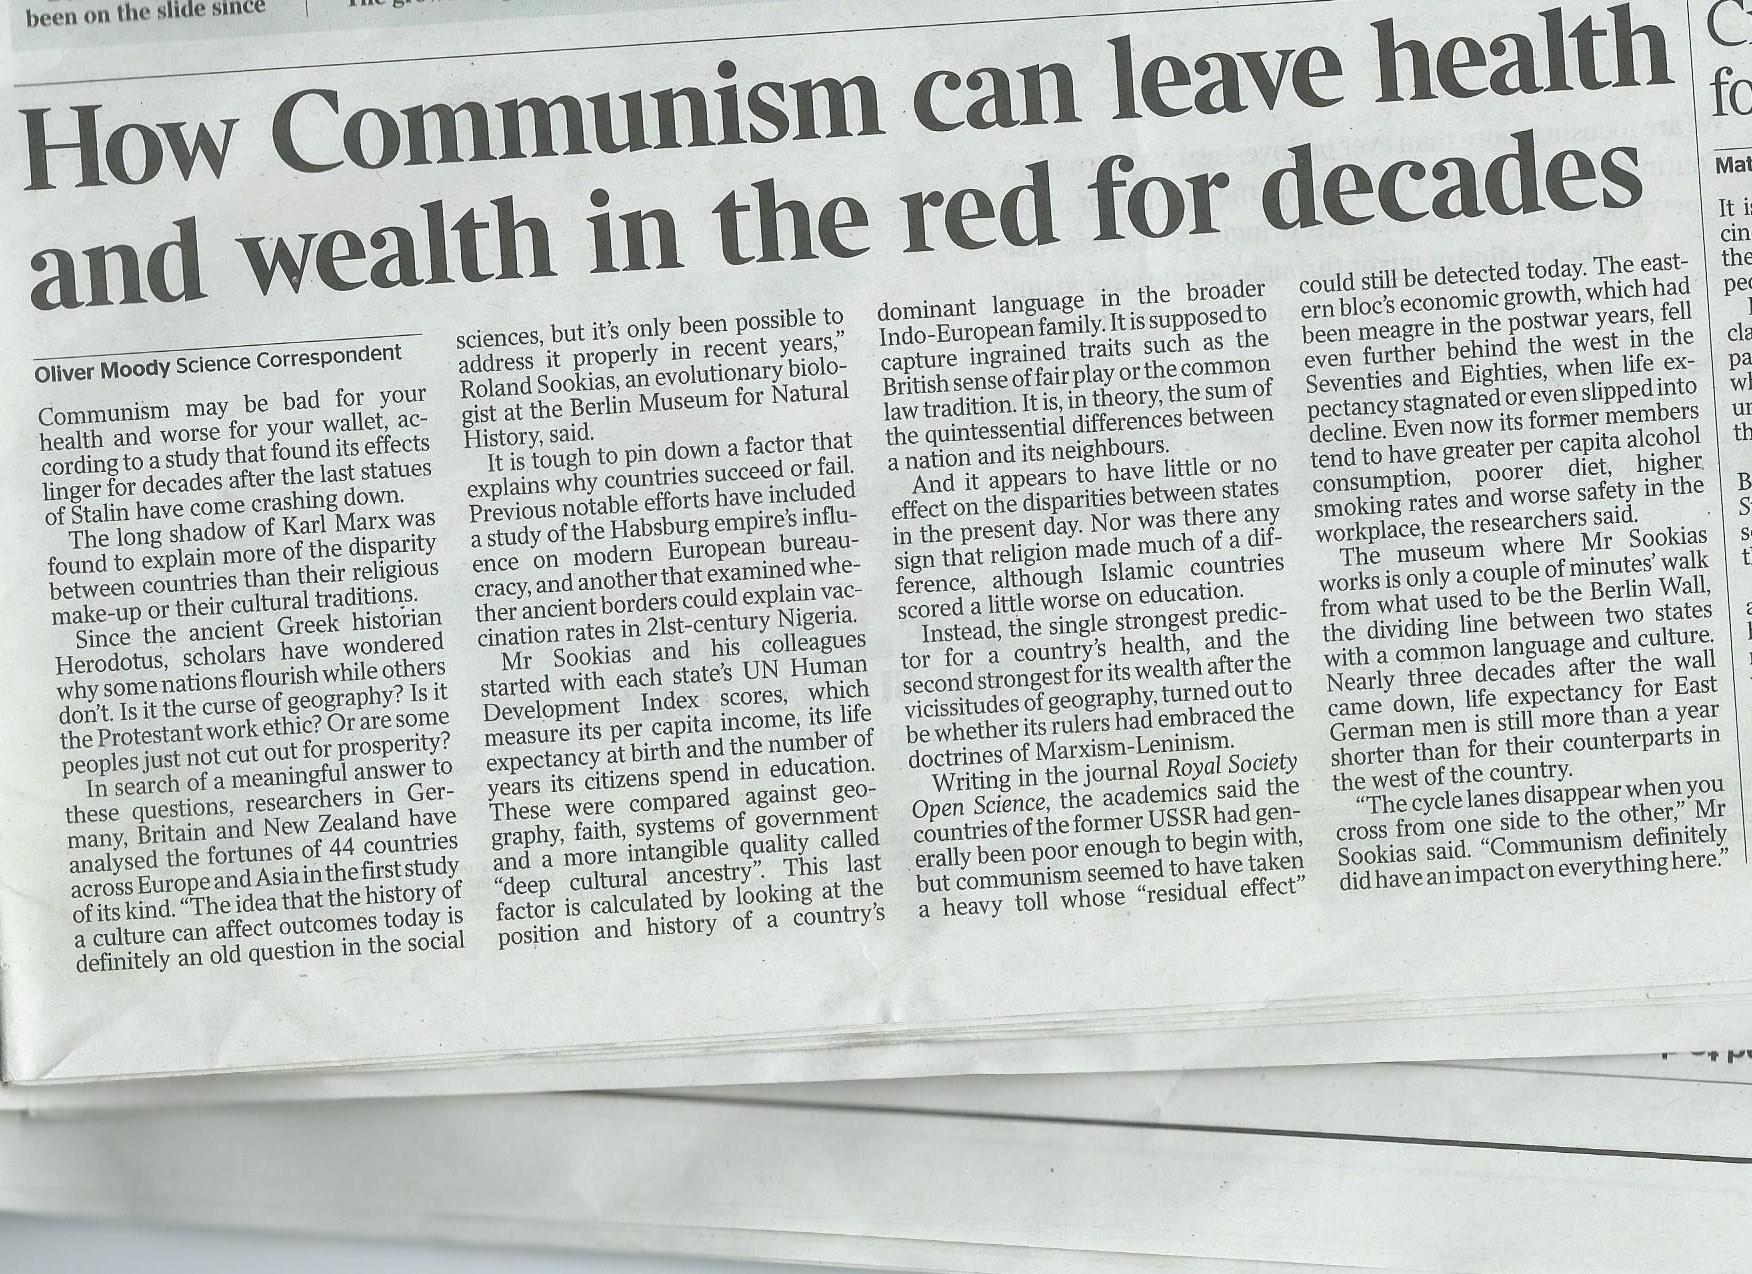 been on the slide since
How Communism can leave health
and wealth in the red for decades
Oliver Moody Science Correspondent
Communism may be bad for your
health and worse for your wallet, ac-
cording to a study that found its effects
linger for decades after the last statues
of Stalin have come crashing down.
The long shadow of Karl Marx was
found to explain more of the disparity
between countries than their religious
make-up or their cultural traditions.
Since the ancient Greek historian
Herodotus, scholars have wondered
why some nations flourish while others
don't. Is it the curse of geography? Is it
the Protestant work ethic? Or are some
peoples just not cut out for prosperity?
In search of a meaningful answer to
these questions, researchers in Ger-
many, Britain and New Zealand have
analysed the fortunes of 44 countries
across Europe and Asia in the first study
of its kind. “The idea that the history of
a culture can affect outcomes today is
definitely an old question in the social
sciences, but it's only been possible to
address it properly in recent years,”
Roland Sookias, an evolutionary biolo-
gist at the Berlin Museum for Natural
History, said.
It is tough to pin down a factor that
explains why countries succeed or fail.
Previous notable efforts have included
a study of the Habsburg empire's influ-
ence on modern European bureau-
cracy, and another that examined whe-
ther ancient borders could explain vac-
cination rates in 21st-century Nigeria.
Mr Sookias and his colleagues
started with each state's UN Human
Development Index scores, which
measure its per capita income, its life
expectancy at birth and the number of
years its citizens spend in education.
These were compared against geo-
graphy, faith, systems of government
and a more intangible quality called
“deep cultural ancestry”. This last
factor is calculated by looking at the
position and history of a country's
dominant language in the broader
Indo-European family. It is supposed to
capture ingrained traits such as the
British sense of fair play or the common
law tradition. It is, in theory, the sum of
the quintessential differences between
a nation and its neighbours.
And it appears to have little or no
effect on the disparities between states
in the present day. Nor was there any
sign that religion made much of a dif-
ference, although Islamic countries
scored a little worse on education.
Instead, the single strongest predic-
tor for a country's health, and the
second strongest for its wealth after the
vicissitudes of geography, turned out to
be whether its rulers had embraced the
doctrines of Marxism-Leninism.
Writing in the journal Royal Society
Open Science, the academics said the
countries of the former USSR had gen-
erally been poor enough to begin with,
but communism seemed to have taken
a heavy toll whose “residual effect”
could still be detected today. The east-
ern bloc's economic growth, which had
been meagre in the postwar years, fell
even further behind the west in the
Seventies and Eighties, when life ex-
pectancy stagnated or even slipped into
decline. Even now its former members
tend to have greater per capita alcohol
consumption, poorer diet, higher
smoking rates and worse safety in the
workplace, the researchers said.
The museum where Mr Sookias
works is only a couple of minutes' walk
from what used to be the Berlin Wall,
the dividing line between two states
with a common language and culture.
Nearly three decades after the wall
came down, life expectancy for East
German men is still more than a year
shorter than for their counterparts in
the west of the country.
“The cycle lanes disappear when you
cross from one side to the other,” Mr
Sookias said. “Communism definitely
did have an impact on everything here.”